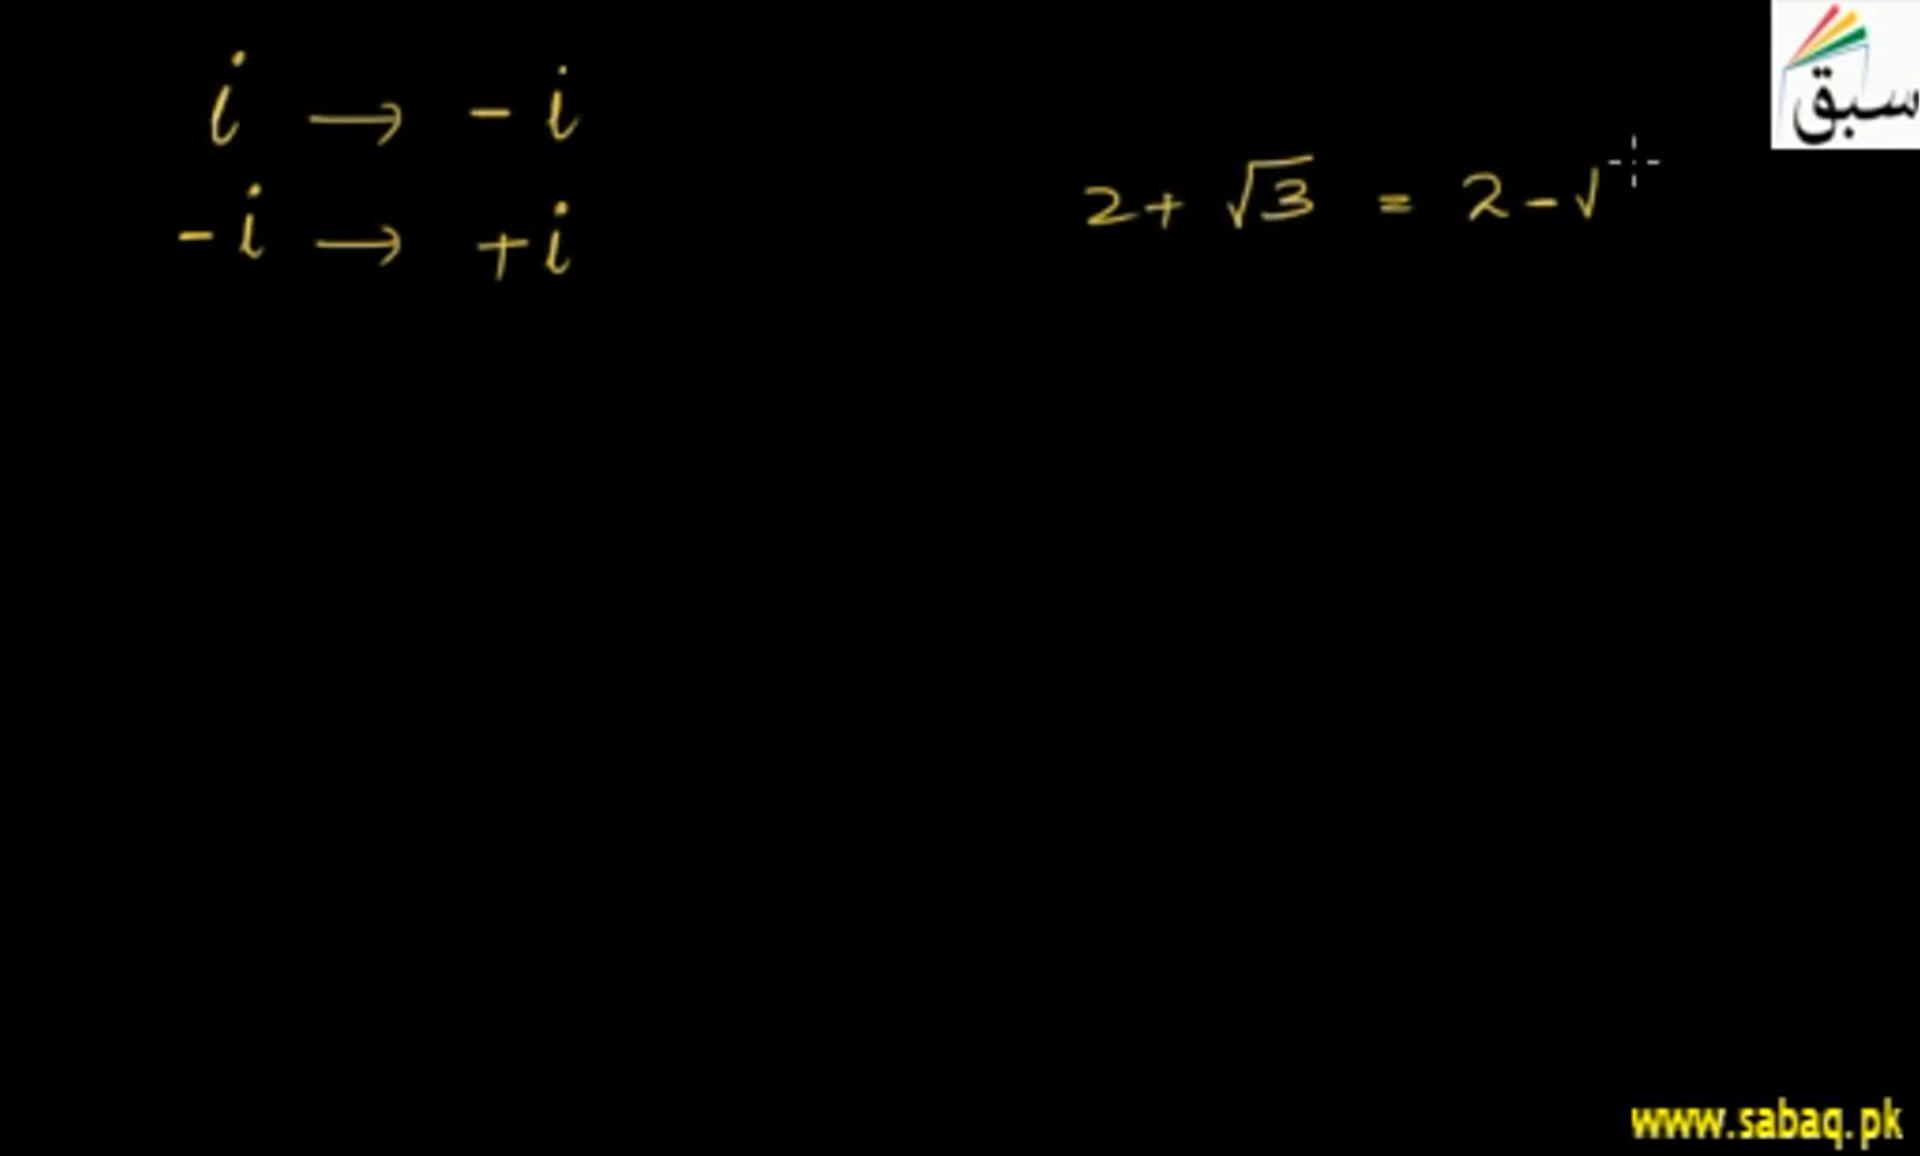 i → - i
- i → + i
2 + √3 = 2 - √
سبق
www.sabaq.pk